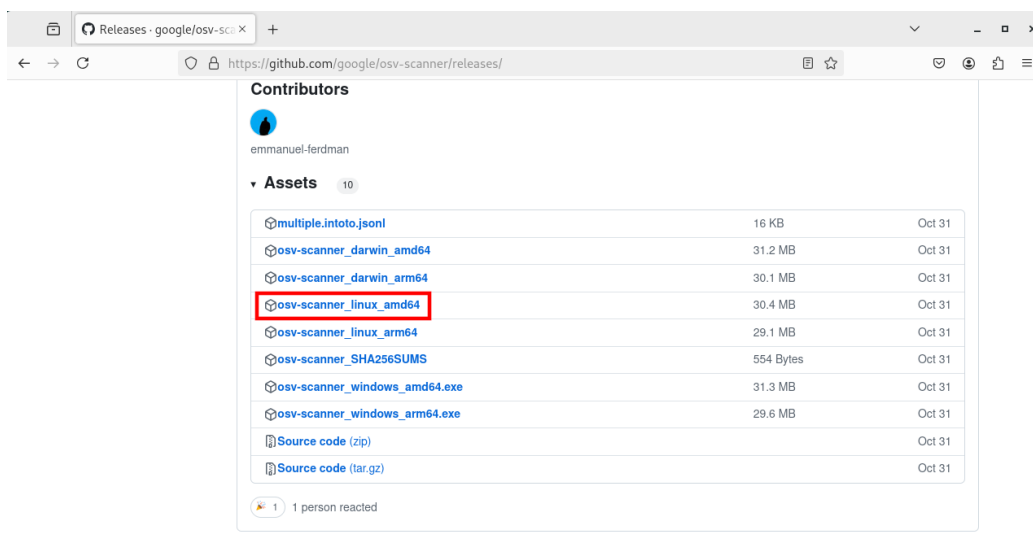 Releases · google/osv-sca
https://github.com/google/osv-scanner/releases/
Contributors
emmanuel-ferdman
Assets 10
multiple.intoto.jsonl 16 KB Oct 31
osv-scanner_darwin_amd64 31.2 MB Oct 31
osv-scanner_darwin_arm64 30.1 MB Oct 31
osv-scanner_linux_amd64 30.4 MB Oct 31
osv-scanner_linux_arm64 29.1 MB Oct 31
osv-scanner_SHA256SUMS 554 Bytes Oct 31
osv-scanner_windows_amd64.exe 31.3 MB Oct 31
osv-scanner_windows_arm64.exe 29.6 MB Oct 31
Source code (zip) Oct 31
Source code (tar.gz) Oct 31
1 1 person reacted